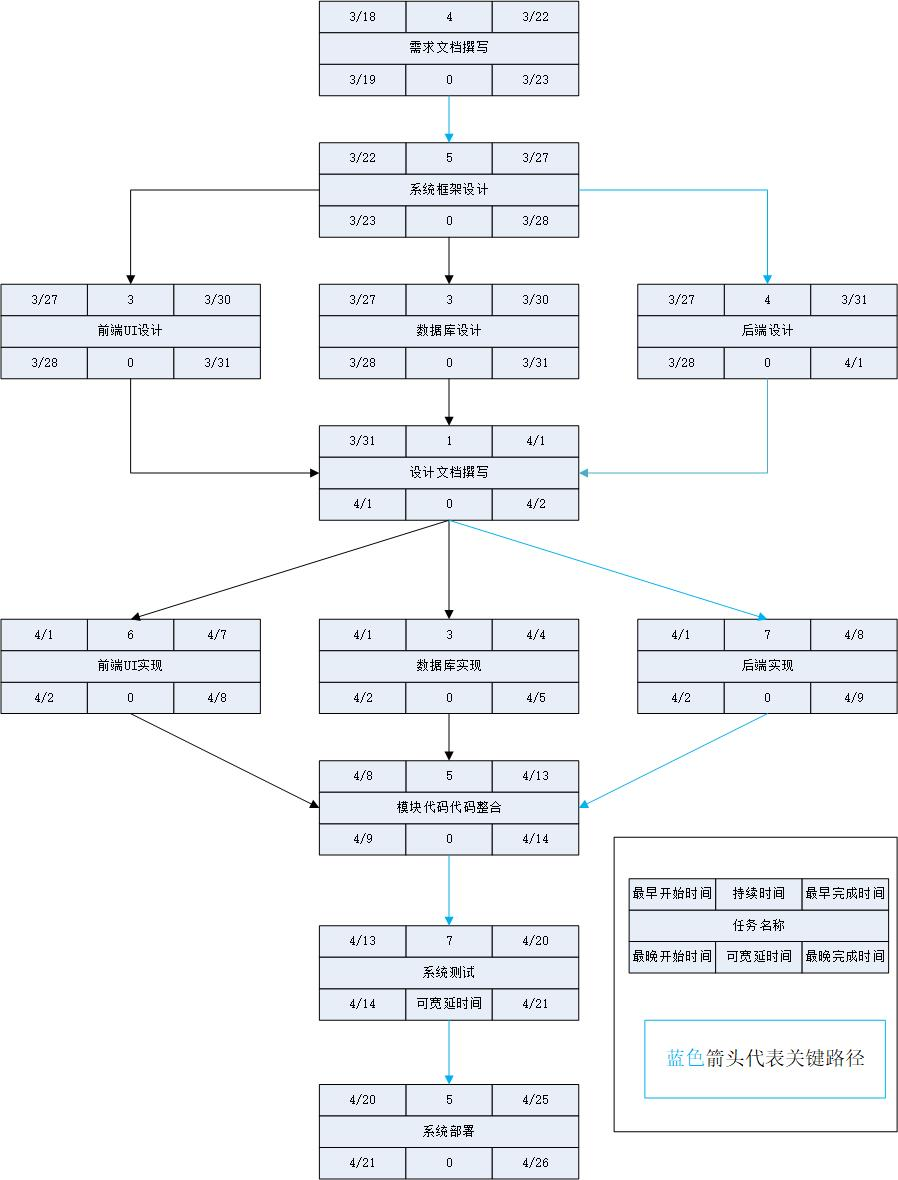 3/18 4 3/22
需求文档撰写
3/19 0 3/23
3/22 5 3/27
系统框架设计
3/23 0 3/28
3/27 3 3/30
前端UI设计
3/28 0 3/31
3/27 3 3/30
数据库设计
3/28 0 3/31
3/27 4 3/31
后端设计
3/28 0 4/1
3/31 1 4/1
设计文档撰写
4/1 0 4/2
4/1 6 4/7
前端UI实现
4/2 0 4/8
4/1 3 4/4
数据库实现
4/2 0 4/5
4/1 7 4/8
后端实现
4/2 0 4/9
4/8 5 4/13
模块代码代码整合
4/9 0 4/14
4/13 7 4/20
系统测试
4/14 可宽延时间 4/21
4/20 5 4/25
系统部署
4/21 0 4/26
最早开始时间 持续时间 最早完成时间
任务名称
最晚开始时间 可宽延时间 最晚完成时间
蓝色箭头代表关键路径